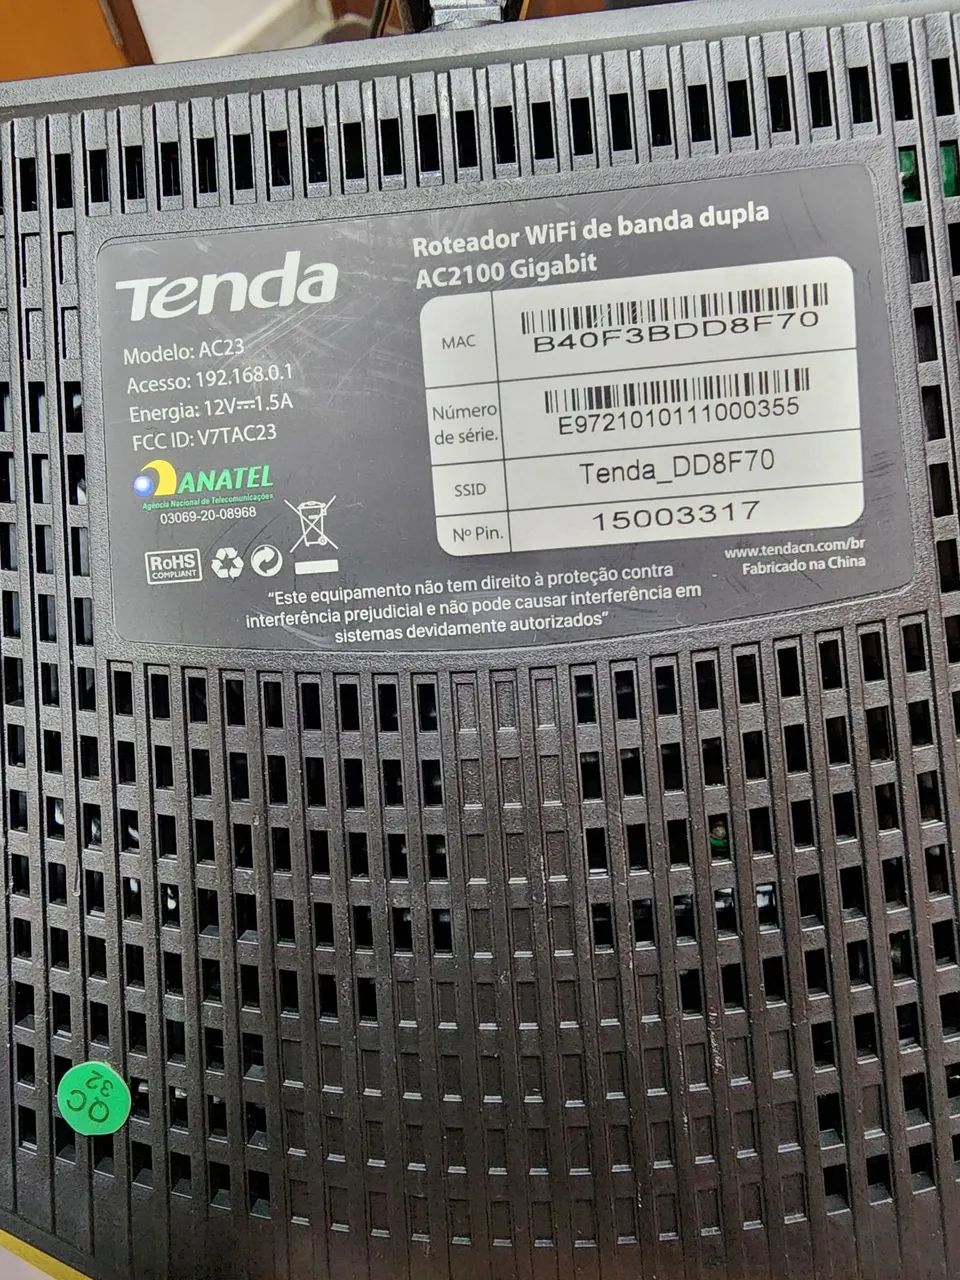 Tenda
Roteador WiFi de banda dupla
AC2100 Gigabit
Modelo: AC23
Acesso: 192.168.0.1
Energia: 12V⎓1.5A
FCC ID: V7TAC23
ANATEL
Agência Nacional de Telecomunicações
03069-20-08968
RoHS
COMPLIANT
MAC
B40F3BDD8F70
Número
de série.
E9721010111000355
SSID
Tenda_DD8F70
Nº Pin.
15003317
www.tendacn.com/br
Fabricado na China
“Este equipamento não tem direito à proteção contra
interferência prejudicial e não pode causar interferência em
sistemas devidamente autorizados”
QC
32